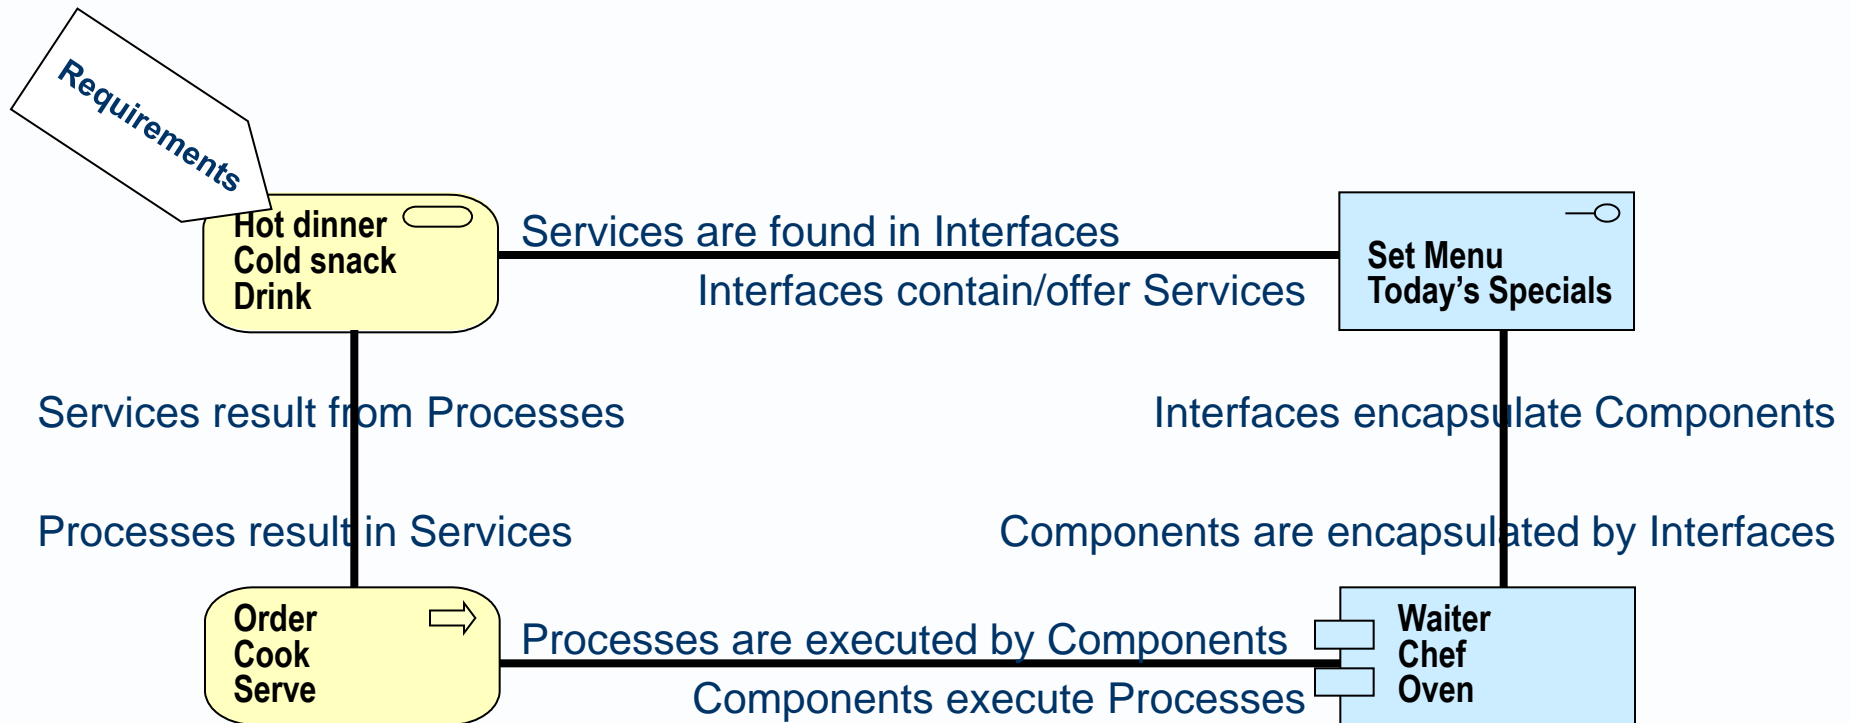 Requirements
Hot dinner
Cold snack
Drink
Services are found in Interfaces
Interfaces contain/offer Services
Set Menu
Today's Specials
Services result from Processes
Interfaces encapsulate Components
Processes result in Services
Components are encapsulated by Interfaces
Order
Cook
Serve
Processes are executed by Components
Components execute Processes
Waiter
Chef
Oven